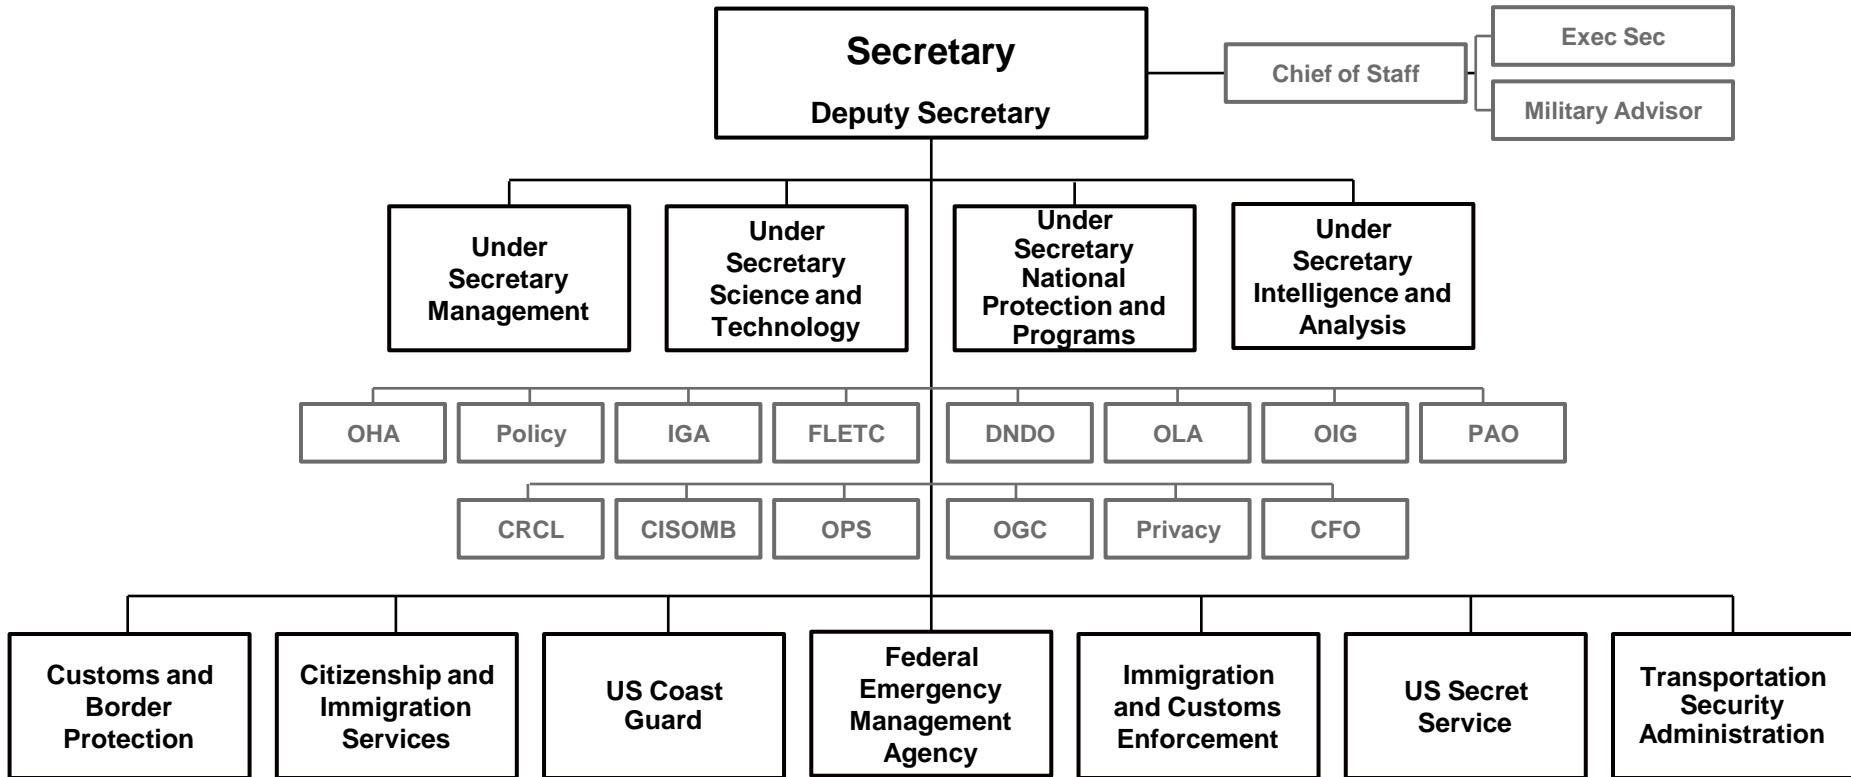 Secretary
Deputy Secretary
Chief of Staff
Exec Sec
Military Advisor
Under
Secretary
Management
Under
Secretary
Science and
Technology
Under
Secretary
National
Protection and
Programs
Under
Secretary
Intelligence and
Analysis
OHA
Policy
IGA
FLETC
DNDO
OLA
OIG
PAO
CRCL
CISOMB
OPS
OGC
Privacy
CFO
Customs and
Border
Protection
Citizenship and
Immigration
Services
US Coast
Guard
Federal
Emergency
Management
Agency
Immigration
and Customs
Enforcement
US Secret
Service
Transportation
Security
Administration